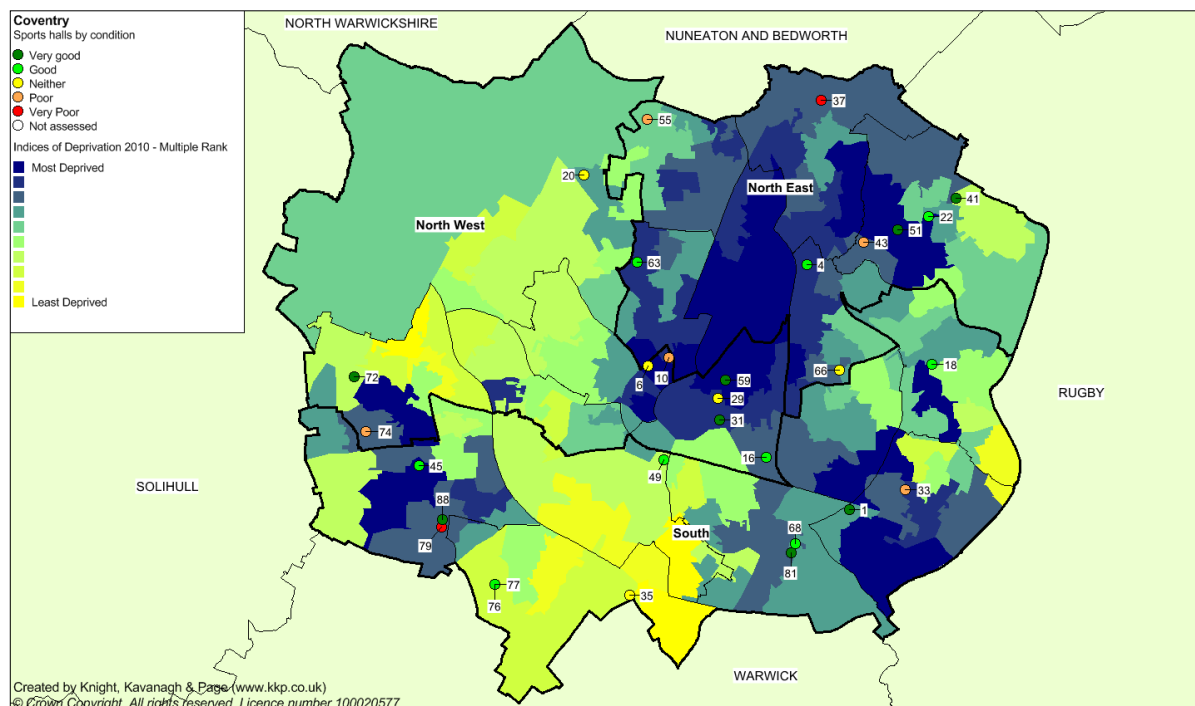 Coventry
Sports halls by condition
Very good
Good
Neither
Poor
Very Poor
Not assessed
Indices of Deprivation 2010 - Multiple Rank
Most Deprived
Least Deprived
NORTH WARWICKSHIRE
NUNEATON AND BEDWORTH
37
55
20
North East
41
22
North West
51
43
63
4
18
6
10
59
66
72
29
RUGBY
31
74
16
45
49
SOLIHULL
33
88
1
South
68
79
81
77
76
35
WARWICK
Created by Knight, Kavanagh & Page (www.kkp.co.uk)
© Crown Copyright. All rights reserved. Licence number 100020577